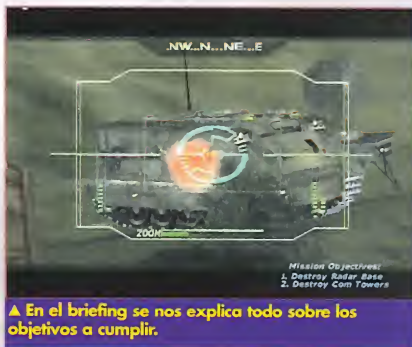 .NW...N...NE...E
ZOOM
Mission Objectives:
1. Destroy Radar Base
2. Destroy Com Towers
▲ En el briefing se nos explica todo sobre los
objetivos a cumplir.